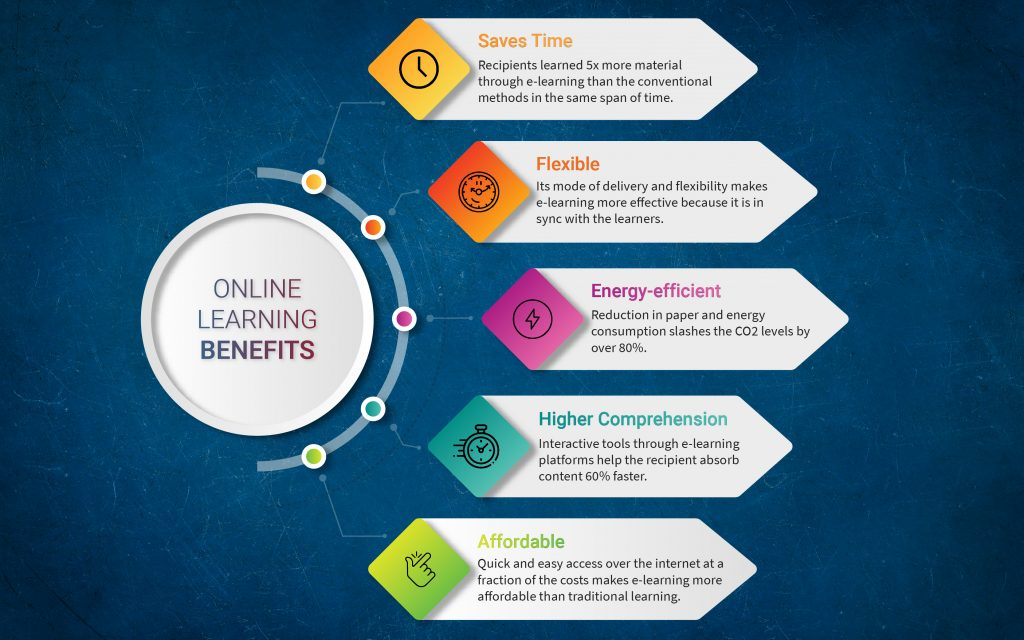 ONLINE
LEARNING
BENEFITS
Saves Time
Recipients learned 5x more material
through e-learning than the conventional
methods in the same span of time.
Flexible
Its mode of delivery and flexibility makes
e-learning more effective because it is in
sync with the learners.
Energy-efficient
Reduction in paper and energy
consumption slashes the CO2 levels by
over 80%.
Higher Comprehension
Interactive tools through e-learning
platforms help the recipient absorb
content 60% faster.
Affordable
Quick and easy access over the internet at a
fraction of the costs makes e-learning more
affordable than traditional learning.